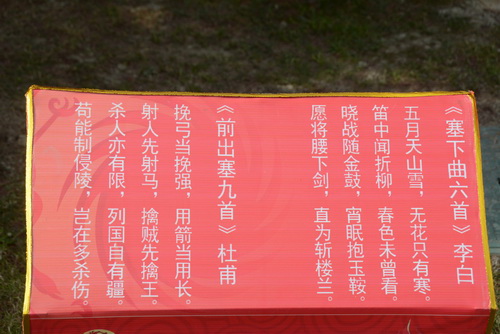 《塞下曲六首》李白
五月天山雪，无花只有寒。
笛中闻折柳，春色未曾看。
晓战随金鼓，宵眠抱玉鞍。
愿将腰下剑，直为斩楼兰。
《前出塞九首》杜甫
挽弓当挽强，用箭当用长。
射人先射马，擒贼先擒王。
杀人亦有限，列国自有疆。
苟能制侵陵，岂在多杀伤。